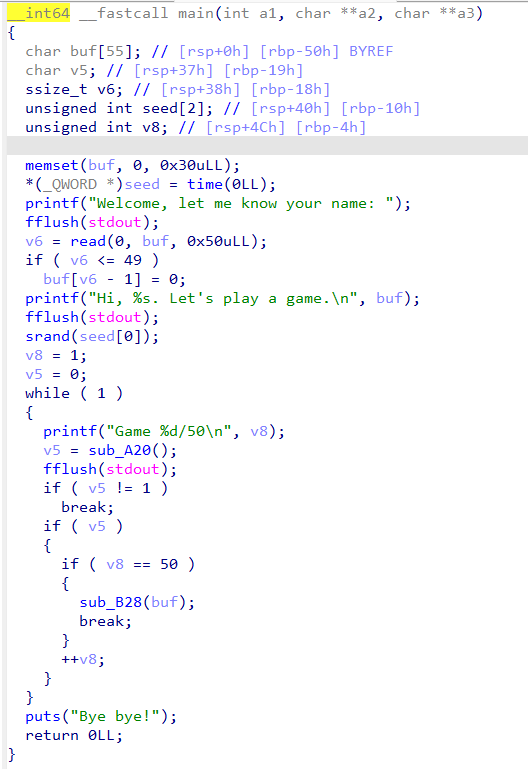 __int64 __fastcall main(int a1, char **a2, char **a3)
{
  char buf[55]; // [rsp+0h] [rbp-50h] BYREF
  char v5; // [rsp+37h] [rbp-19h]
  ssize_t v6; // [rsp+38h] [rbp-18h]
  unsigned int seed[2]; // [rsp+40h] [rbp-10h]
  unsigned int v8; // [rsp+4Ch] [rbp-4h]

  memset(buf, 0, 0x30uLL);
  *(_QWORD *)seed = time(0LL);
  printf("Welcome, let me know your name: ");
  fflush(stdout);
  v6 = read(0, buf, 0x50uLL);
  if ( v6 <= 49 )
    buf[v6 - 1] = 0;
  printf("Hi, %s. Let's play a game.\n", buf);
  fflush(stdout);
  srand(seed[0]);
  v8 = 1;
  v5 = 0;
  while ( 1 )
  {
    printf("Game %d/50\n", v8);
    v5 = sub_A20();
    fflush(stdout);
    if ( v5 != 1 )
      break;
    if ( v5 )
    {
      if ( v8 == 50 )
      {
        sub_B28(buf);
        break;
      }
      ++v8;
    }
  }
  puts("Bye bye!");
  return 0LL;
}